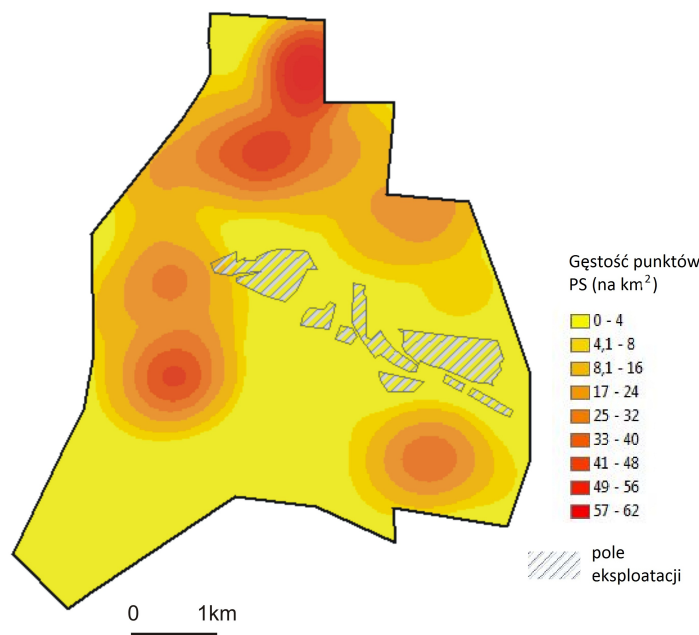 Gęstość punktów
PS (na km²)
0 - 4
4,1 - 8
8,1 - 16
17 - 24
25 - 32
33 - 40
41 - 48
49 - 56
57 - 62
pole
eksploatacji
0 1km